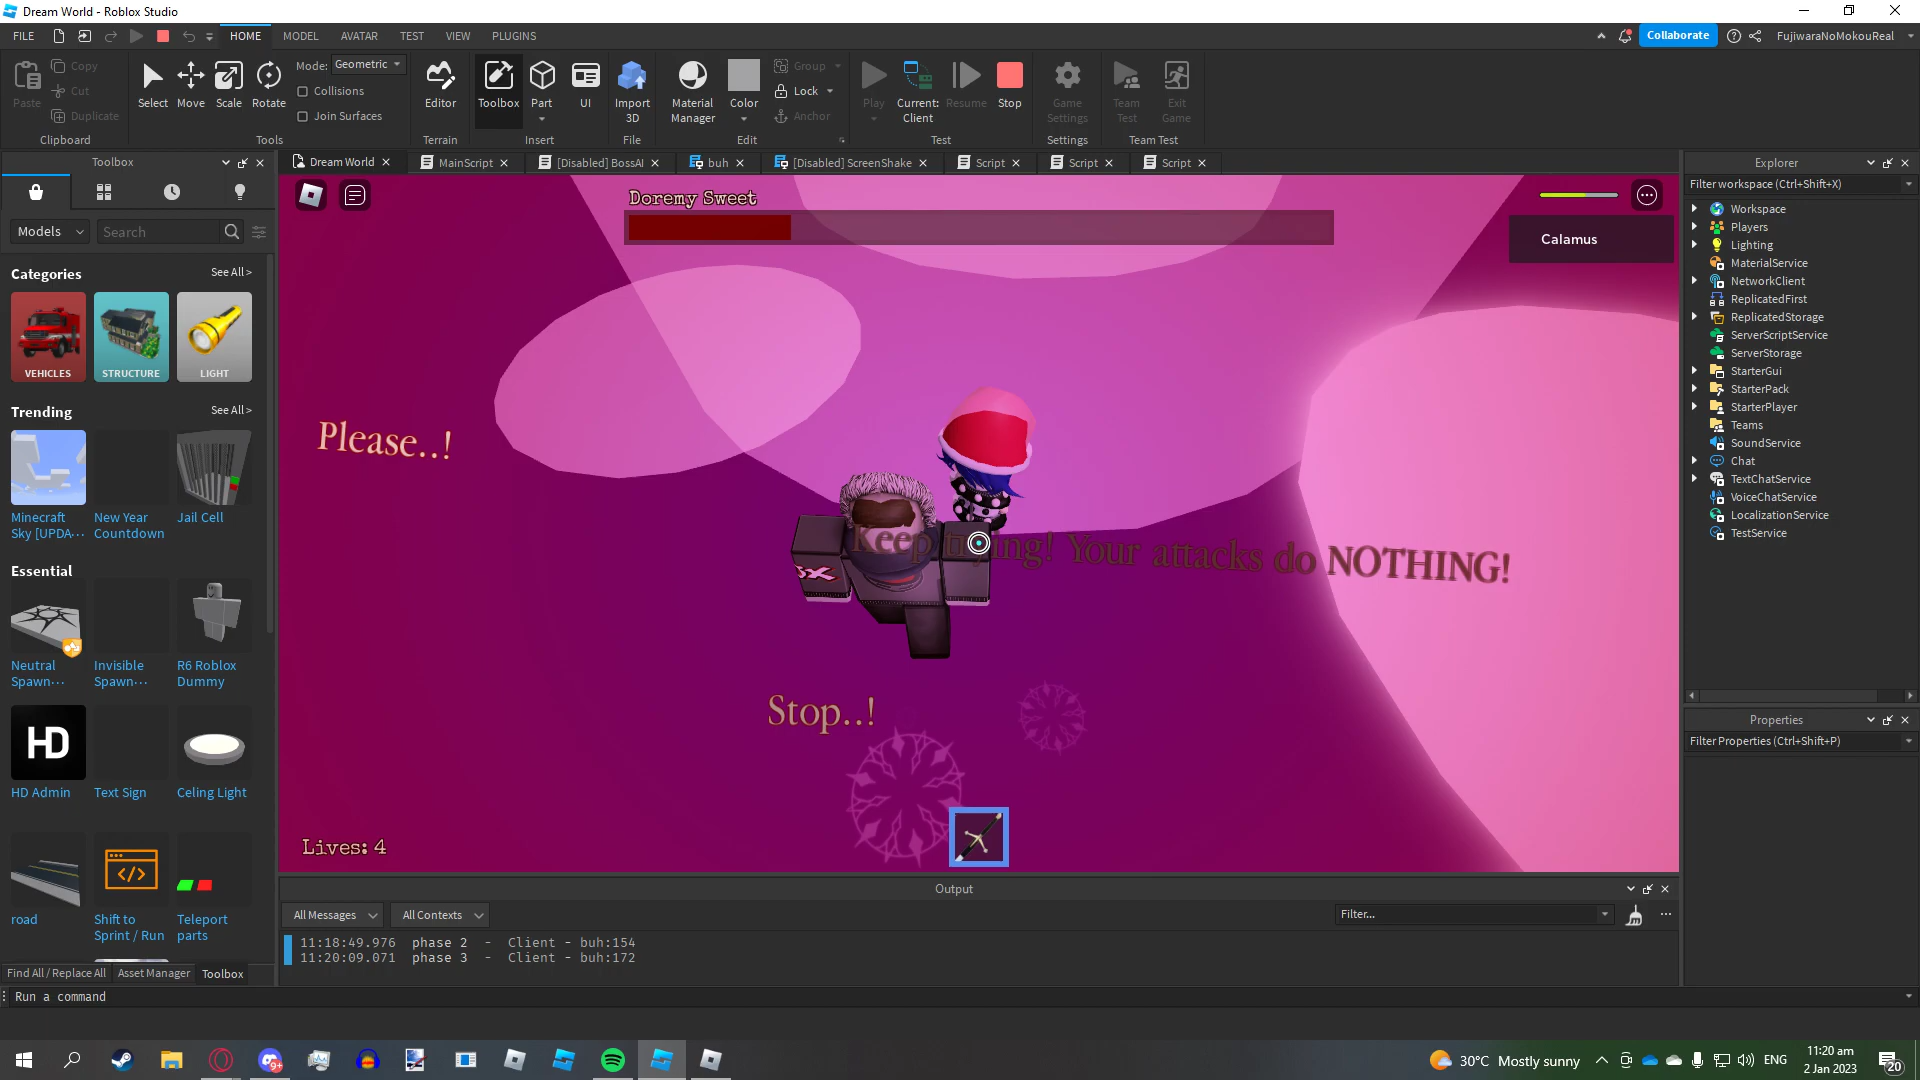 Dream World - Roblox Studio
FILE
HOME
MODEL
AVATAR
TEST
VIEW
PLUGINS
Collaborate
FujiwaraNoMokouReal
Paste
Copy
Cut
Duplicate
Clipboard
Select
Move
Scale
Rotate
Mode: Geometric
Collisions
Join Surfaces
Tools
Editor
Terrain
Toolbox
Part
UI
Insert
Import
3D
File
Material
Manager
Color
Group
Lock
Anchor
Edit
Play
Current:
Client
Resume
Stop
Test
Game
Settings
Settings
Team
Test
Exit
Game
Team Test
Toolbox
Dream World
MainScript
[Disabled] BossAI
buh
[Disabled] ScreenShake
Script
Script
Script
Models
Search
Categories
See All >
VEHICLES
STRUCTURE
LIGHT
Trending
See All >
Minecraft
Sky [UPDA...
New Year
Countdown
Jail Cell
Essential
Neutral
Spawn...
Invisible
Spawn...
R6 Roblox
Dummy
HD
HD Admin
Text Sign
Celing Light
road
Shift to
Sprint / Run
Teleport
parts
Find All / Replace All
Asset Manager
Toolbox
Run a command
Doremy Sweet
Calamus
Please..!
Keep trying! Your attacks do NOTHING!
Stop..!
Lives: 4
Output
All Messages
All Contexts
Filter...
11:18:49.976 phase 2 - Client - buh:154
11:20:09.071 phase 3 - Client - buh:172
Explorer
Filter workspace (Ctrl+Shift+X)
Workspace
Players
Lighting
MaterialService
NetworkClient
ReplicatedFirst
ReplicatedStorage
ServerScriptService
ServerStorage
StarterGui
StarterPack
StarterPlayer
Teams
SoundService
Chat
TextChatService
VoiceChatService
LocalizationService
TestService
Properties
Filter Properties (Ctrl+Shift+P)
9+
30°C Mostly sunny
ENG
11:20 am
2 Jan 2023
20